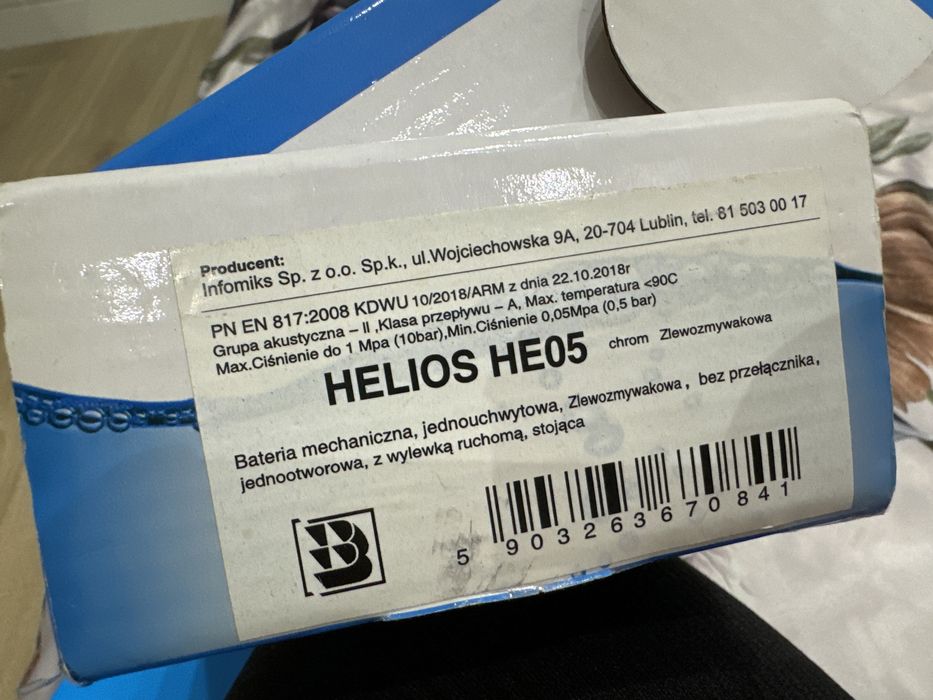 Producent:
Infomiks Sp. z o.o. Sp.k., ul.Wojciechowska 9A, 20-704 Lublin, tel. 81 503 00 17
PN EN 817:2008 KDWU 10/2018/ARM z dnia 22.10.2018r
Grupa akustyczna – II ,Klasa przepływu – A, Max. temperatura <90C
Max.Ciśnienie do 1 Mpa (10bar),Min.Ciśnienie 0,05Mpa (0,5 bar)
HELIOS HE05 chrom Zlewozmywakowa
Bateria mechaniczna, jednouchwytowa, Zlewozmywakowa , bez przełącznika,
jednootworowa, z wylewką ruchomą, stojąca
B
5 903263 670841